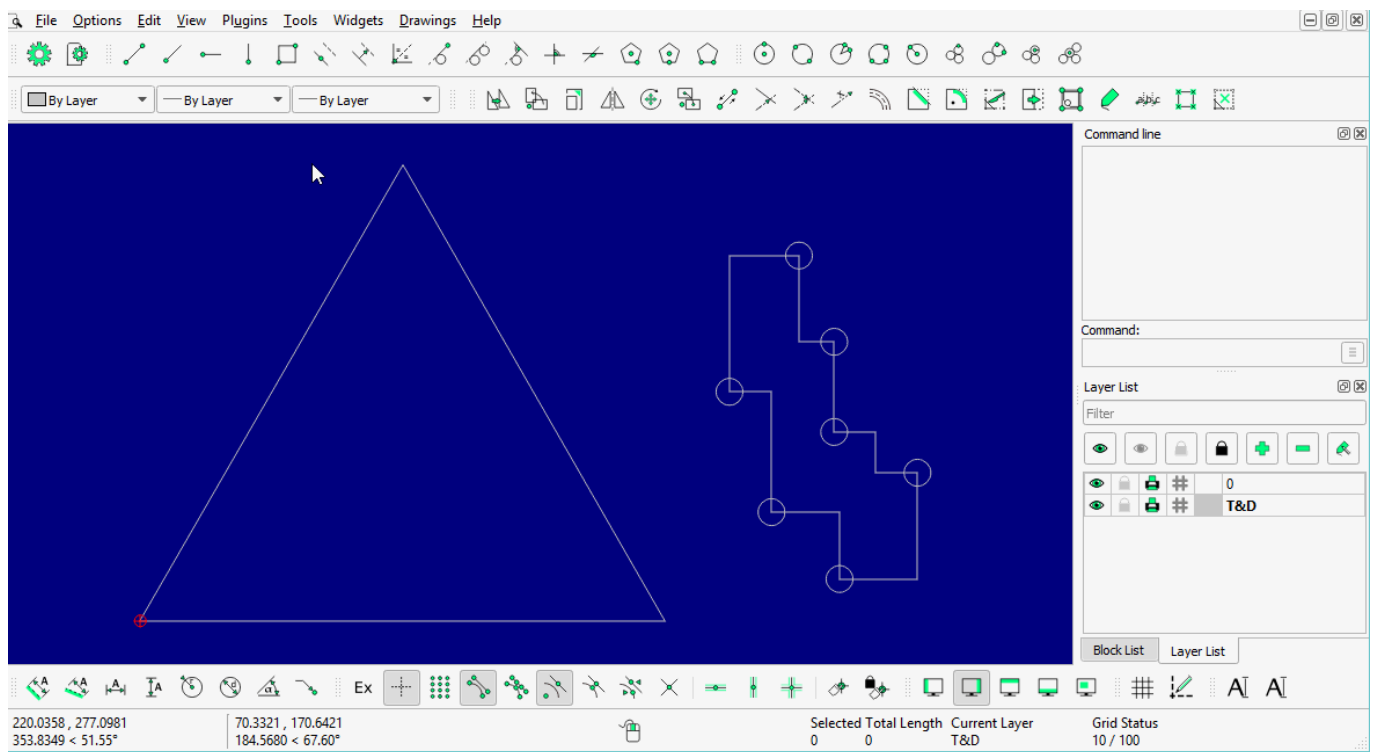 File Options Edit View Plugins Tools Widgets Drawings Help
By Layer By Layer By Layer
Command line
Command:
Layer List
Filter
0
T&D
Block List Layer List
Ex
AI AI
220.0358 , 277.0981 70.3321 , 170.6421 Selected Total Length Current Layer Grid Status
353.8349 < 51.55° 184.5680 < 67.60° 0 0 T&D 10 / 100